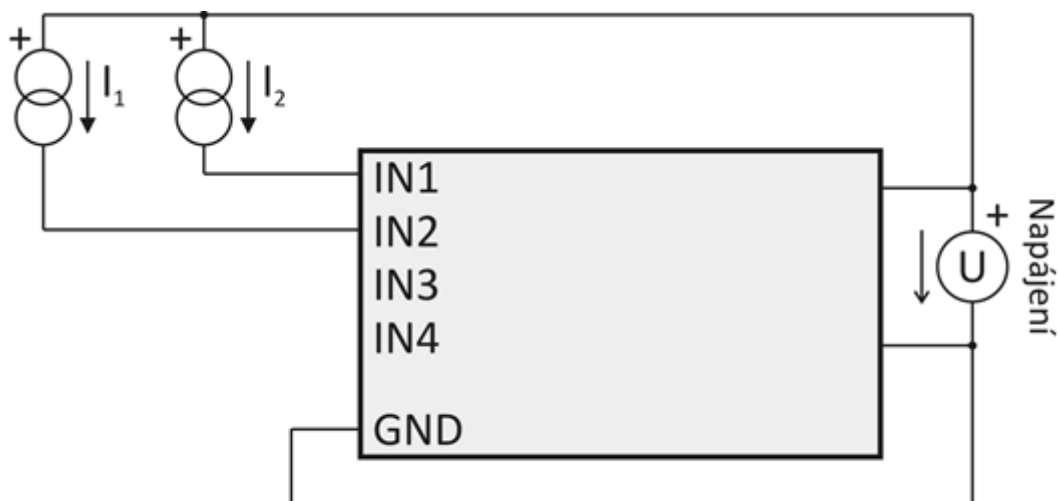 +
+
I₁
I₂
IN1
IN2
IN3
IN4
GND
+
U
Napájení